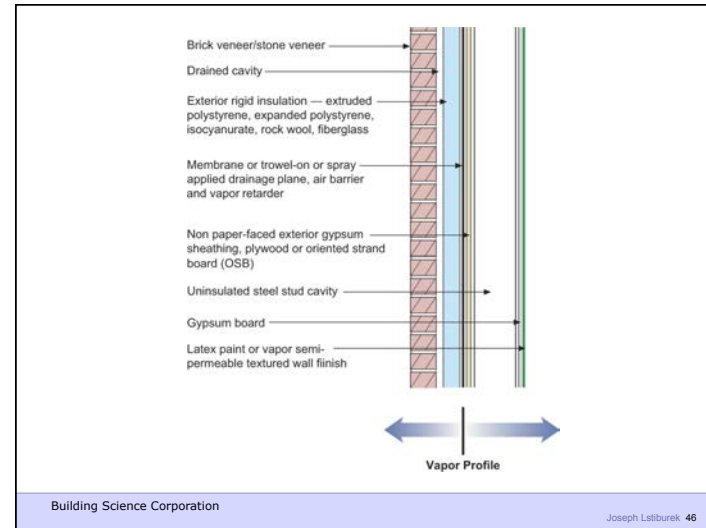 Brick veneer/stone veneer
Drained cavity
Exterior rigid insulation — extruded
polystyrene, expanded polystyrene,
isocyanurate, rock wool, fiberglass
Membrane or trowel-on or spray
applied drainage plane, air barrier
and vapor retarder
Non paper-faced exterior gypsum
sheathing, plywood or oriented strand
board (OSB)
Uninsulated steel stud cavity
Gypsum board
Latex paint or vapor semi-
permeable textured wall fiinish
Vapor Profile
Building Science Corporation
Joseph Lstiburek 46